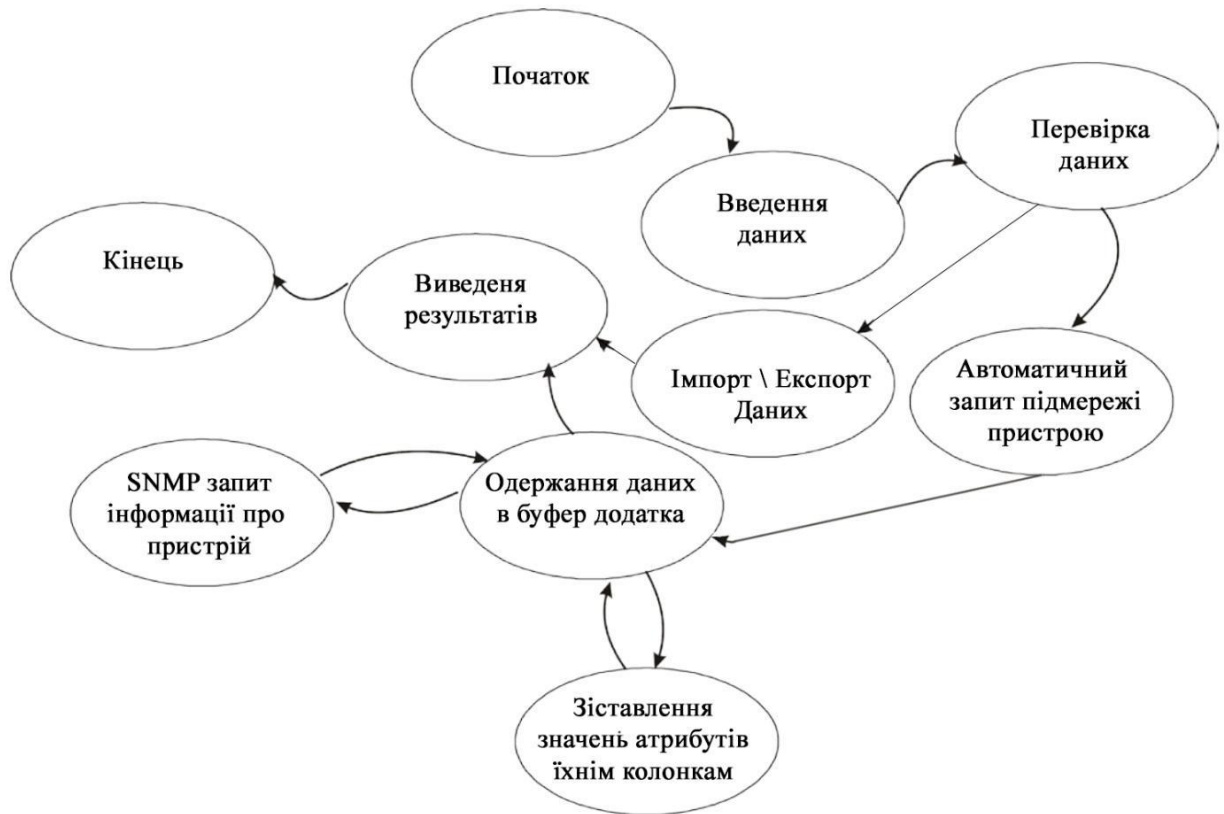 Початок
Перевірка
даних
Введення
даних
Кінець
Виведеня
результатів
Імпорт \ Експорт
Даних
Автоматичний
запит підмережі
пристрою
SNMP запит
інформації про
пристрій
Одержання даних
в буфер додатка
Зіставлення
значень атрибутів
їхнім колонкам